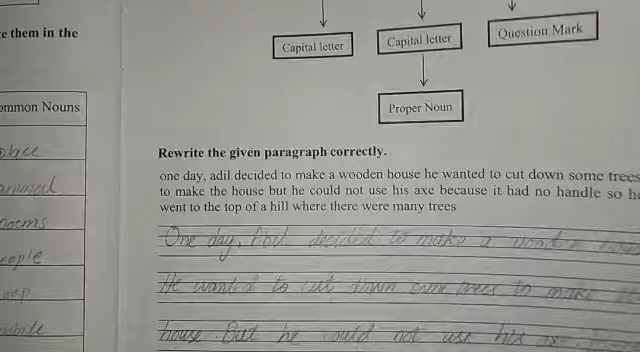 e them in the
Capital letter
Capital letter
Question Mark
Proper Noun
ommon Nouns
place
animal
poems
eople
Rewrite the given paragraph correctly.
one day, adil decided to make a wooden house he wanted to cut down some trees
to make the house but he could not use his axe because it had no handle so he
went to the top of a hill where there were many trees
One day, Adil decided to make a
He wanted to cut down some trees to make
house. But he could not use his